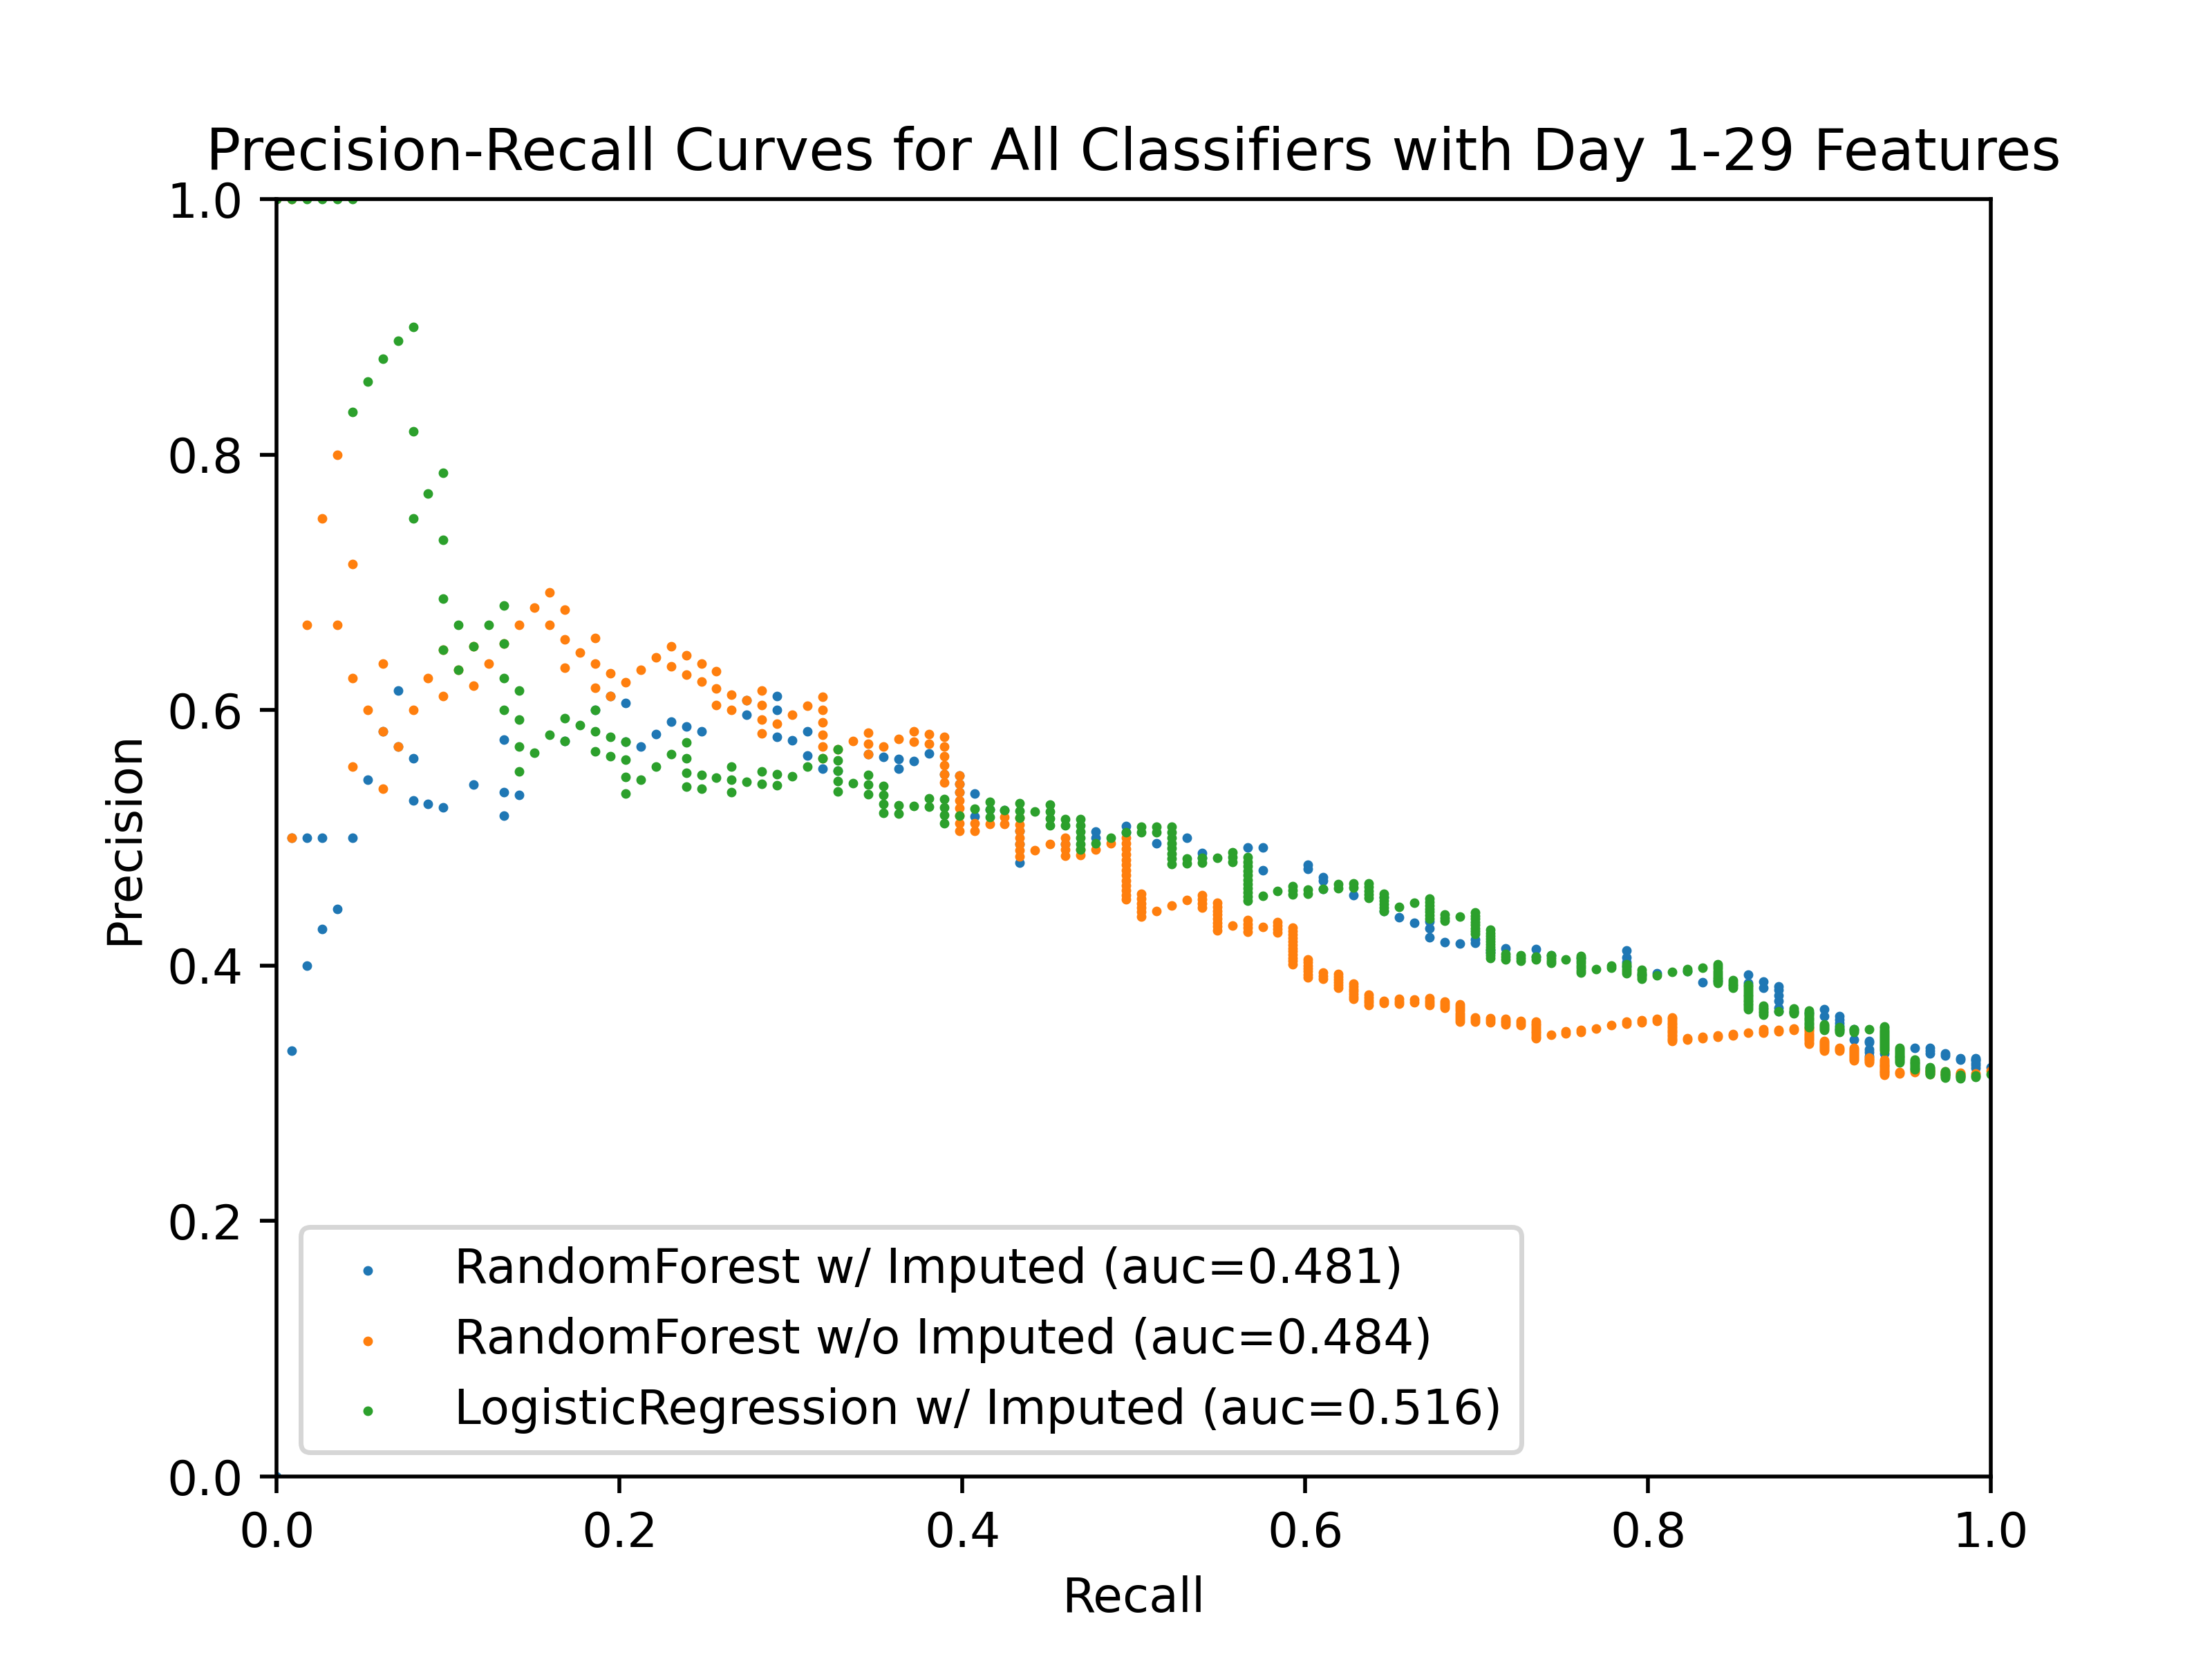 Precision-Recall Curves for All Classifiers with Day 1-29 Features
1.0
0.8
0.6
0.4
0.2
0.0
Precision
RandomForest w/ Imputed (auc=0.481)
RandomForest w/o Imputed (auc=0.484)
LogisticRegression w/ Imputed (auc=0.516)
0.0 0.2 0.4 0.6 0.8 1.0
Recall